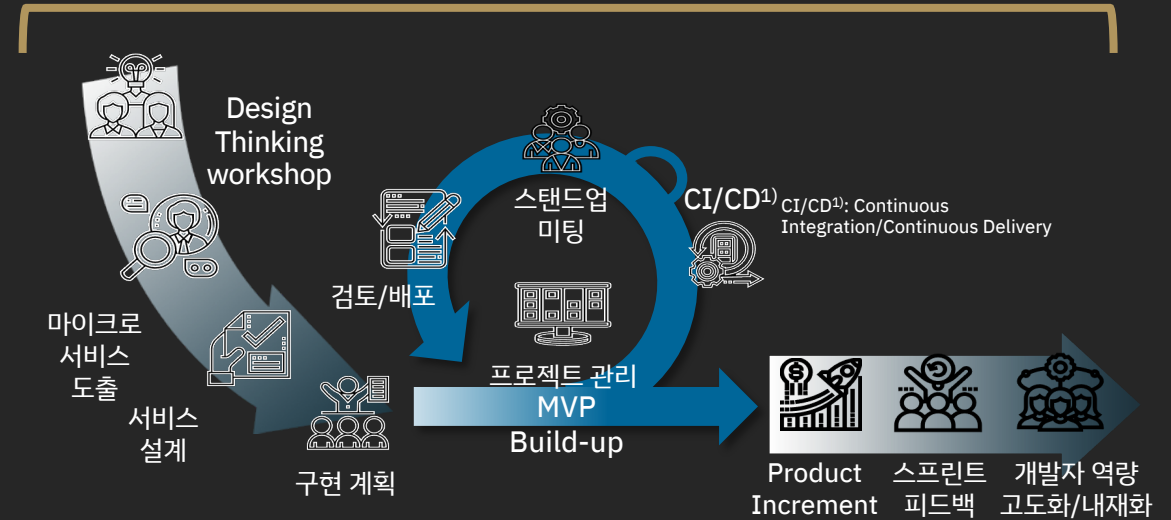 Design
Thinking
workshop
마이크로
서비스
도출
서비스
설계
구현 계획
검토/배포
스탠드업
미팅
CI/CD1)
CI/CD1): Continuous
Integration/Continuous Delivery
프로젝트 관리
MVP
Build-up
Product
Increment
스프린트
피드백
개발자 역량
고도화/내재화